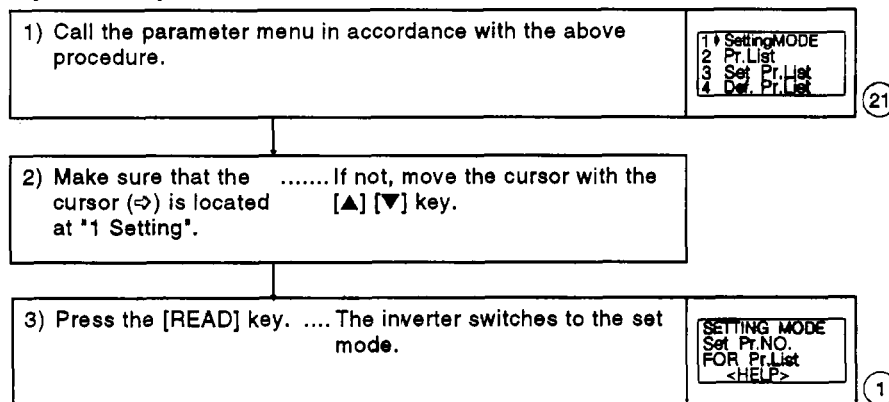 1) Call the parameter menu in accordance with the above
procedure.
1 SettingMODE
2 Pr.List
3 Set Pr.List
4 Def. Pr.List
21
2) Make sure that the ....... If not, move the cursor with the
cursor (⇨) is located [▲] [▼] key.
at "1 Setting".
3) Press the [READ] key. .... The inverter switches to the set
mode.
SETTING MODE
Set Pr.NO.
FOR Pr.List
<HELP>
1